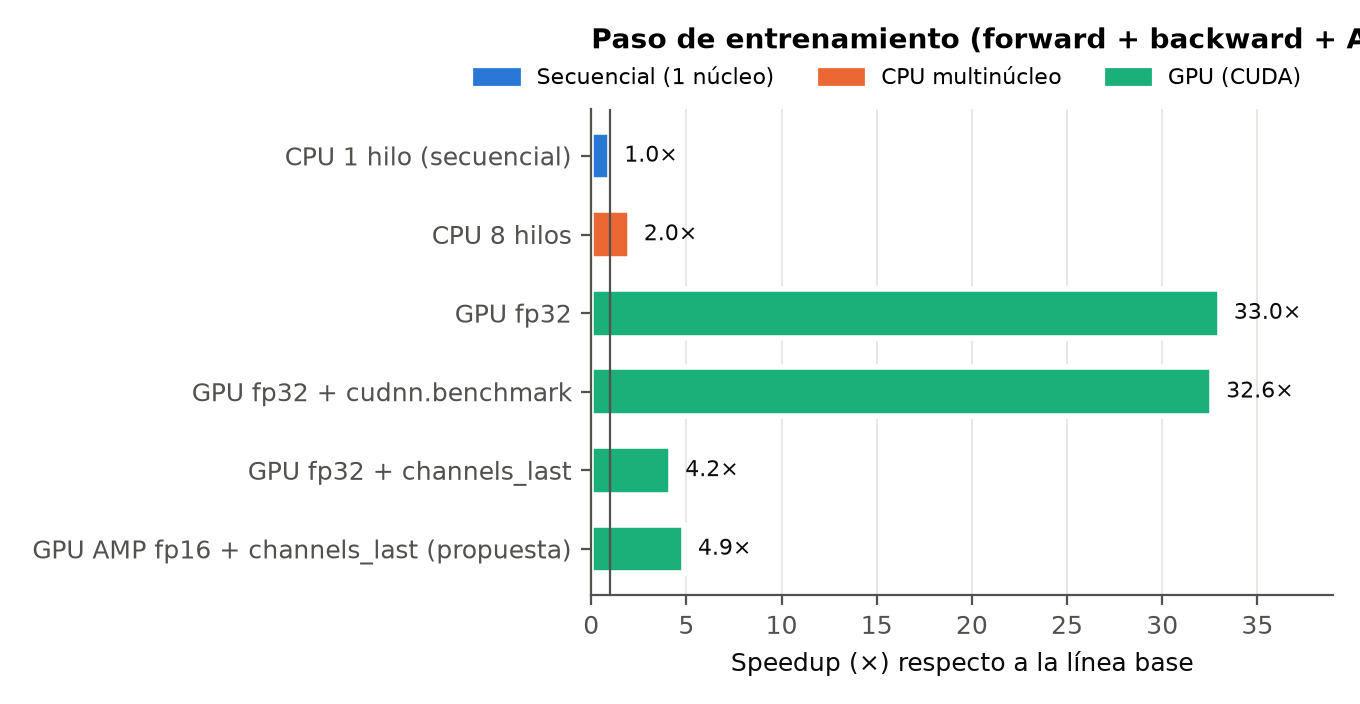 Paso de entrenamiento (forward + backward + A
Secuencial (1 núcleo) CPU multinúcleo GPU (CUDA)
CPU 1 hilo (secuencial) 1.0×
CPU 8 hilos 2.0×
GPU fp32 33.0×
GPU fp32 + cudnn.benchmark 32.6×
GPU fp32 + channels_last 4.2×
GPU AMP fp16 + channels_last (propuesta) 4.9×
0 5 10 15 20 25 30 35
Speedup (×) respecto a la línea base